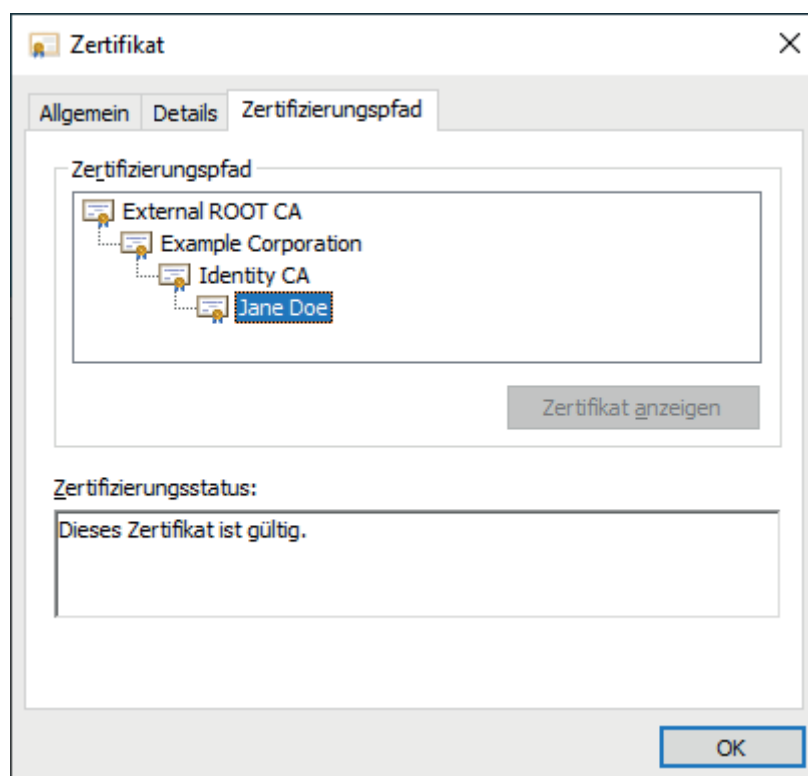 Zertifikat
Allgemein Details Zertifizierungspfad
Zertifizierungspfad
External ROOT CA
Example Corporation
Identity CA
Jane Doe
Zertifikat anzeigen
Zertifizierungsstatus:
Dieses Zertifikat ist gültig.
OK